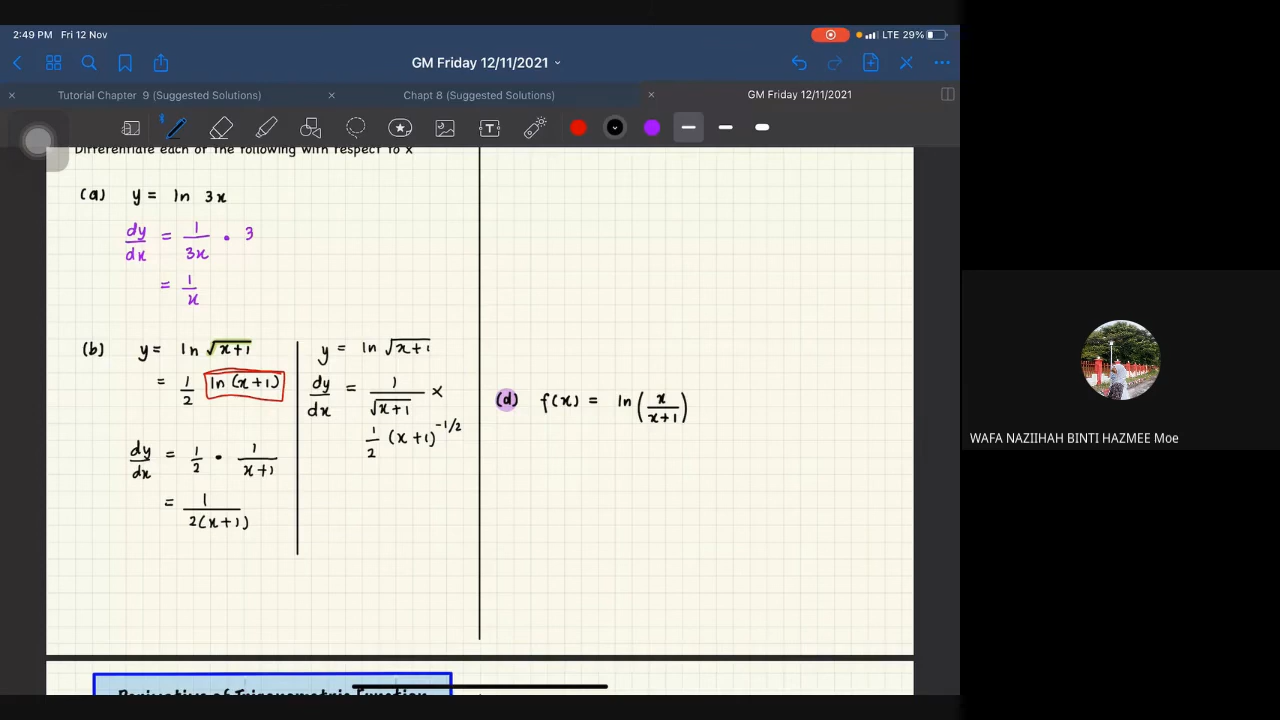 2:49 PM Fri 12 Nov
LTE 29%
GM Friday 12/11/2021
Tutorial Chapter 9 (Suggested Solutions)
Chapt 8 (Suggested Solutions)
GM Friday 12/11/2021
Differentiate each of the following with respect to x
(a) y = ln 3x
dy/dx = 1/3x • 3
= 1/x
(b) y = ln √(x+1)
= 1/2 ln (x+1)
dy/dx = 1/2 • 1/(x+1)
= 1/2(x+1)
y = ln √(x+1)
dy/dx = 1/√(x+1) ×
1/2 (x+1)^-1/2
(d) f(x) = ln (x/(x+1))
Derivative of Trigonometric Function
WAFA NAZIIHAH BINTI HAZMEE Moe